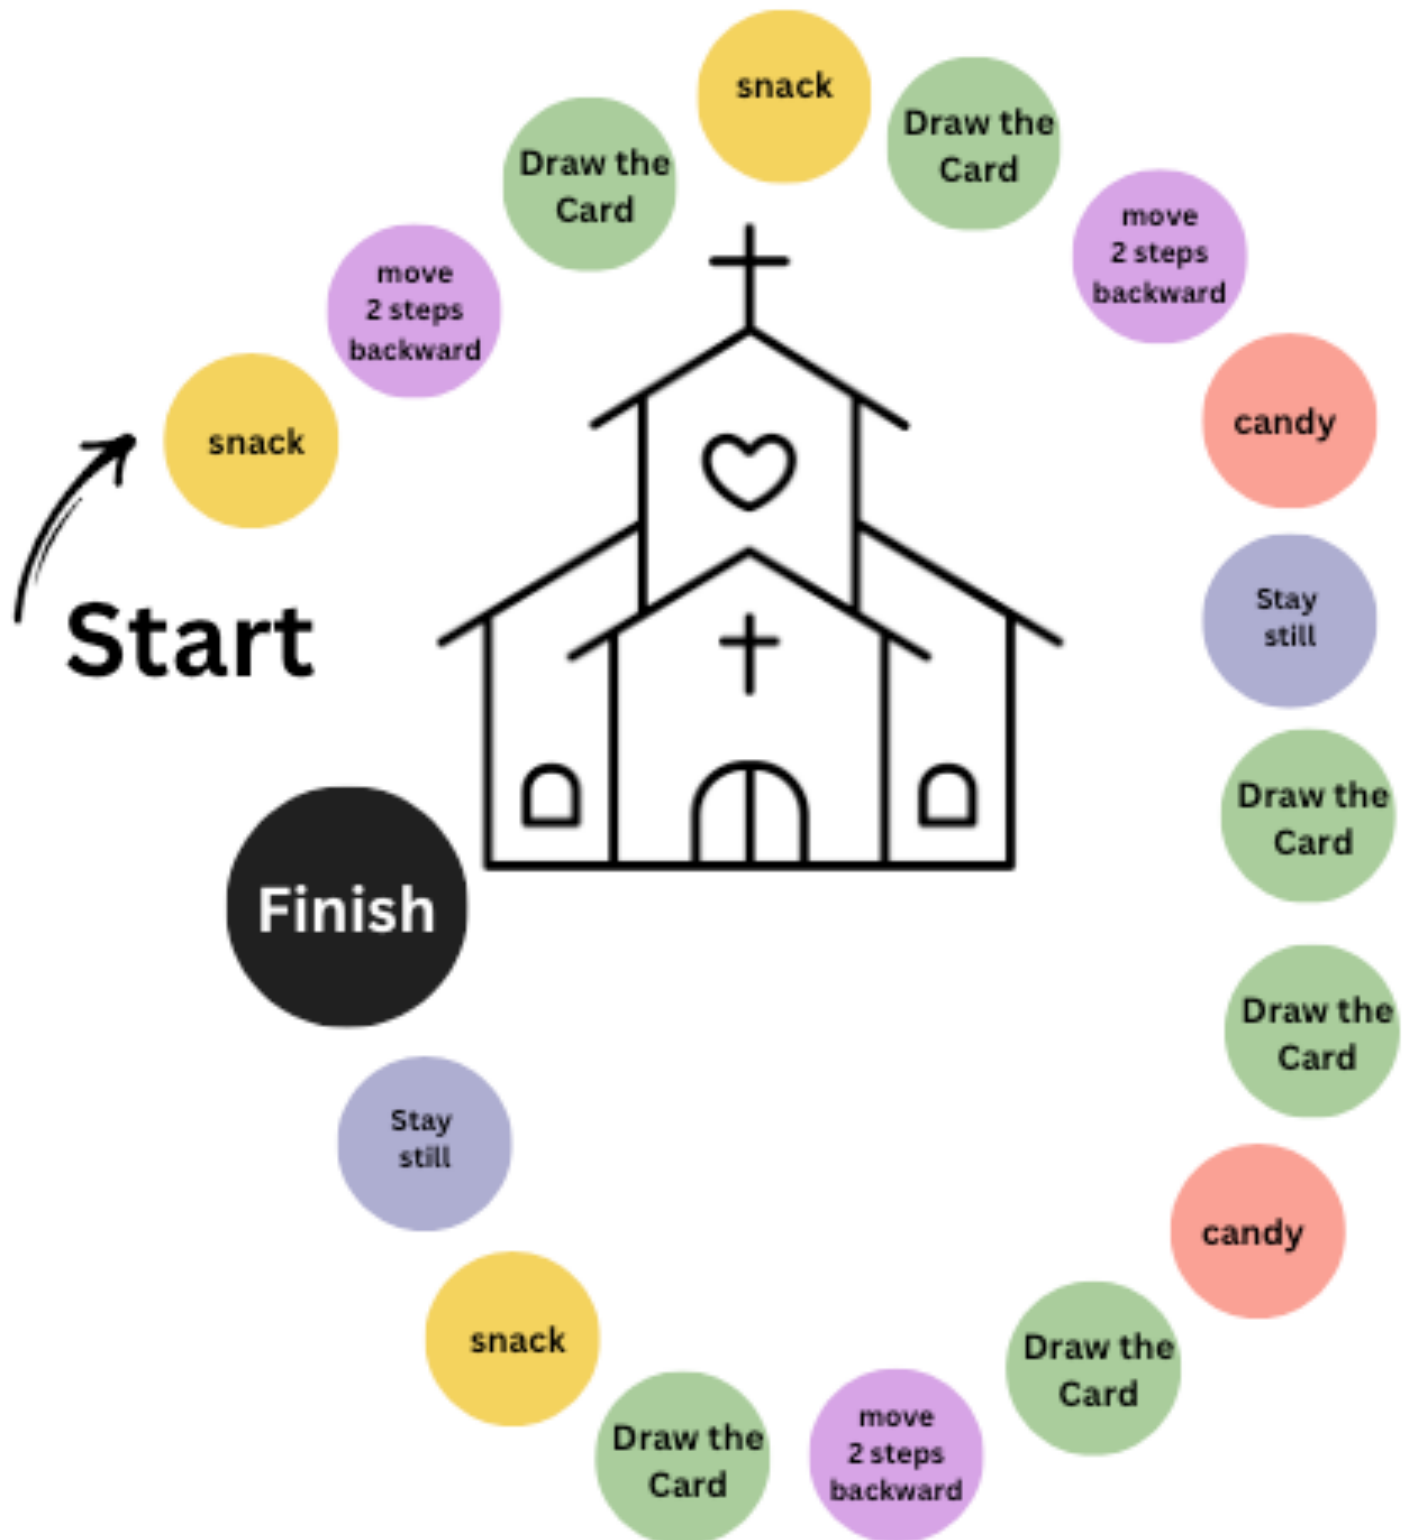 Start
snack
move
2 steps
backward
Draw the
Card
snack
Draw the
Card
move
2 steps
backward
candy
Stay
still
Draw the
Card
Draw the
Card
candy
Draw the
Card
move
2 steps
backward
Draw the
Card
snack
Stay
still
Finish